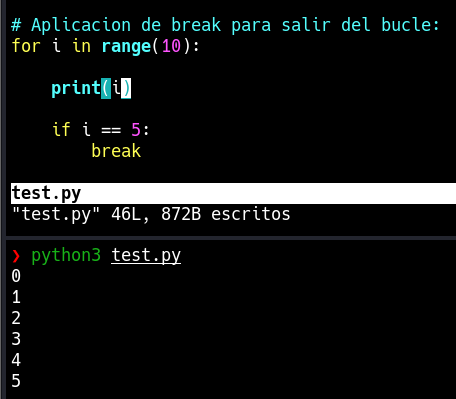 # Aplicacion de break para salir del bucle:
for i in range(10):
    print(i)
    if i == 5:
        break
test.py
"test.py" 46L, 872B escritos
❯ python3 test.py
0
1
2
3
4
5